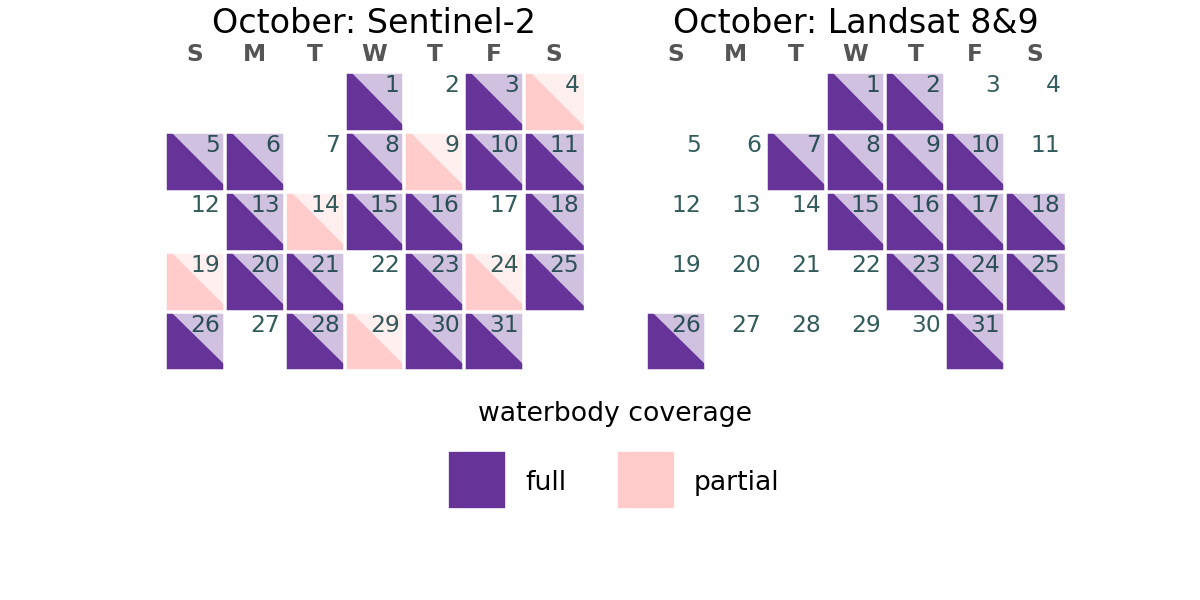 October: Sentinel-2
S M T W T F S
1 2 3 4
5 6 7 8 9 10 11
12 13 14 15 16 17 18
19 20 21 22 23 24 25
26 27 28 29 30 31
October: Landsat 8&9
S M T W T F S
1 2 3 4
5 6 7 8 9 10 11
12 13 14 15 16 17 18
19 20 21 22 23 24 25
26 27 28 29 30 31
waterbody coverage
full partial